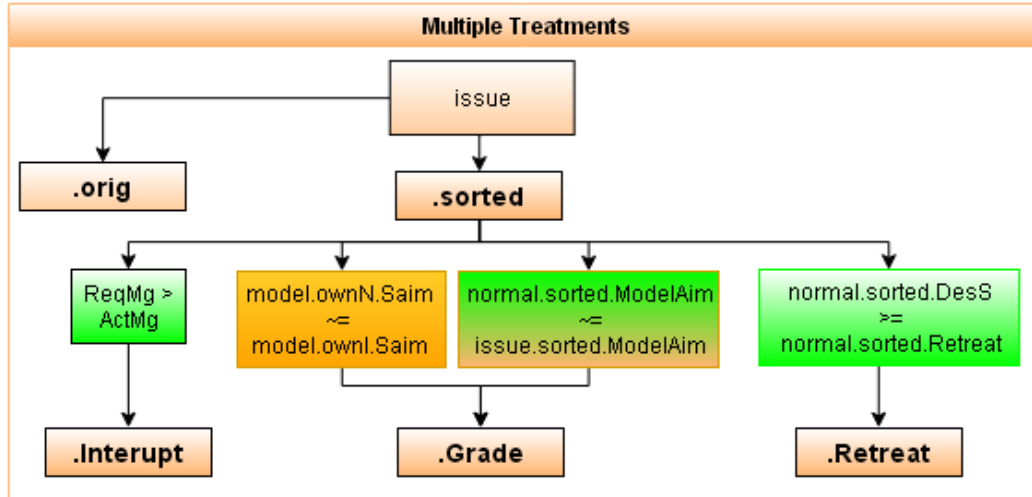 Multiple Treatments
issue
.orig
.sorted
ReqMg >
ActMg
model.ownN.Saim
~=
model.ownI.Saim
normal.sorted.ModelAim
~=
issue.sorted.ModelAim
normal.sorted.DesS
>=
normal.sorted.Retreat
.Interupt
.Grade
.Retreat